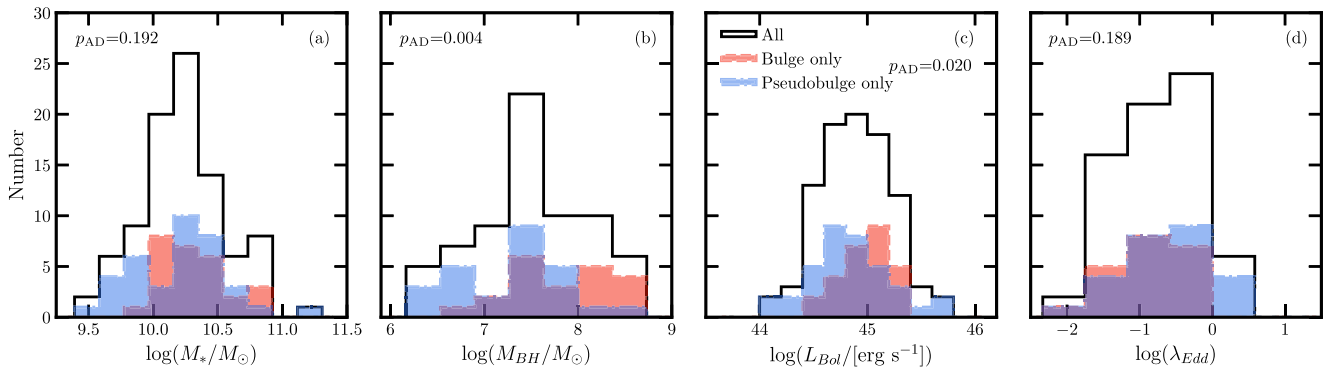 30
25
20
15
10
5
0
Number
p_AD=0.192
(a)
9.5 10.0 10.5 11.0 11.5
log(M_*/M_⊙)
p_AD=0.004
(b)
6 7 8 9
log(M_BH/M_⊙)
All
Bulge only
Pseudobulge only
(c)
p_AD=0.020
44 45 46
log(L_Bol/[erg s⁻¹])
p_AD=0.189
(d)
−2 −1 0 1
log(λ_Edd)